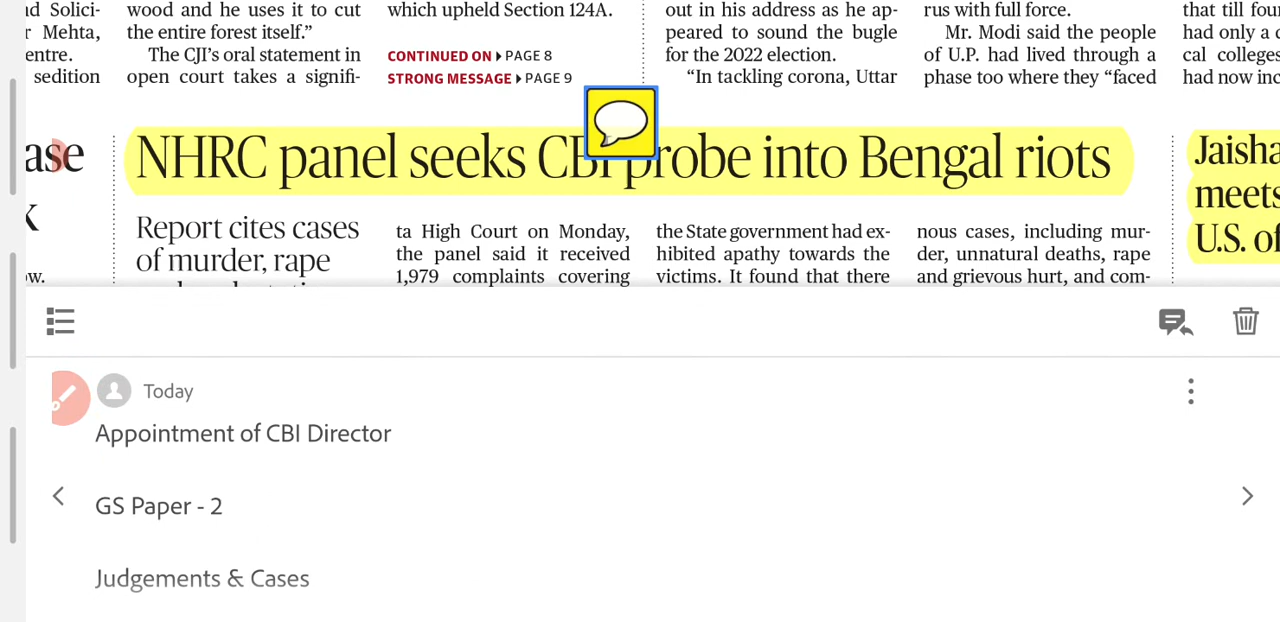 nd Solici-
r Mehta,
entre.
sedition
wood and he uses it to cut
the entire forest itself.”
The CJI’s oral statement in
open court takes a signifi-
which upheld Section 124A.
CONTINUED ON ▸ PAGE 8
STRONG MESSAGE ▸ PAGE 9
out in his address as he ap-
peared to sound the bugle
for the 2022 election.
“In tackling corona, Uttar
rus with full force.
Mr. Modi said the people
of U.P. had lived through a
phase too where they “faced
that till four
had only a d
cal colleges
had now inc
ase
k
ow.
NHRC panel seeks CBI probe into Bengal riots
Report cites cases
of murder, rape
ta High Court on Monday,
the panel said it received
1,979 complaints covering
the State government had ex-
hibited apathy towards the
victims. It found that there
nous cases, including mur-
der, unnatural deaths, rape
and grievous hurt, and com-
Jaisha
meets
U.S. of
Today
Appointment of CBI Director
GS Paper - 2
Judgements & Cases